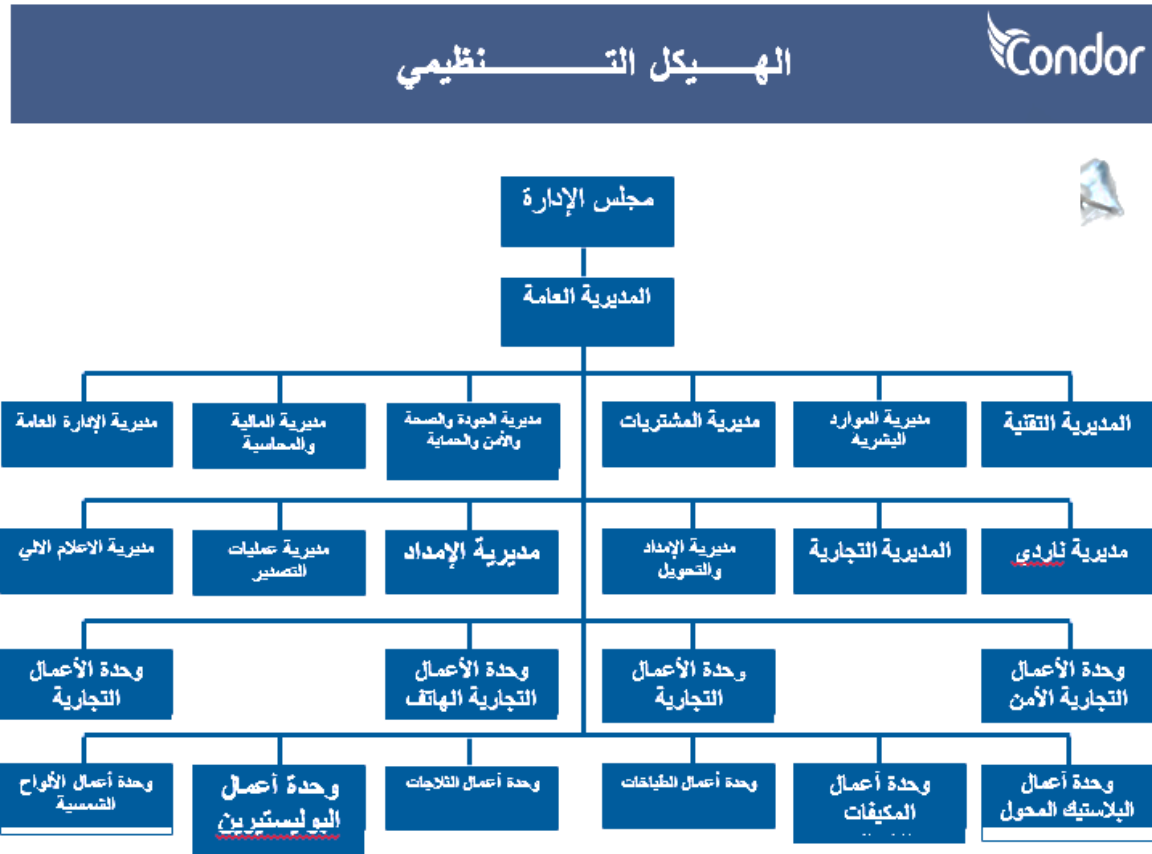 الهـــيكل التـــــــــنظيمي
Condor
مجلس الإدارة
المديرية العامة
المديرية التقنية
مديرية الموارد
البشريه
مديرية المشتريات
مديرية الجودة والصحة
والأمن والحماية
مديرية المالية
والمحاسبة
مديرية الإدارة العامة
مديرية ناردي
المديرية التجارية
مديرية الإمداد
والتحويل
مديرية الإمداد
مديرية عمليات
التصدير
مديرية الاعلام الالي
وحدة الأعمال
التجارية الأمن
وحدة الأعمال
التجارية
وحدة الأعمال
التجارية الهاتف
وحدة الأعمال
التجارية
وحدة أعمال
البلاستيك المحول
وحدة أعمال
المكيفات
وحدة أعمال الطباخات
وحدة أعمال الثلاجات
وحدة أعمال
البوليستيرين
وحدة أعمال الألواح
الشمسية